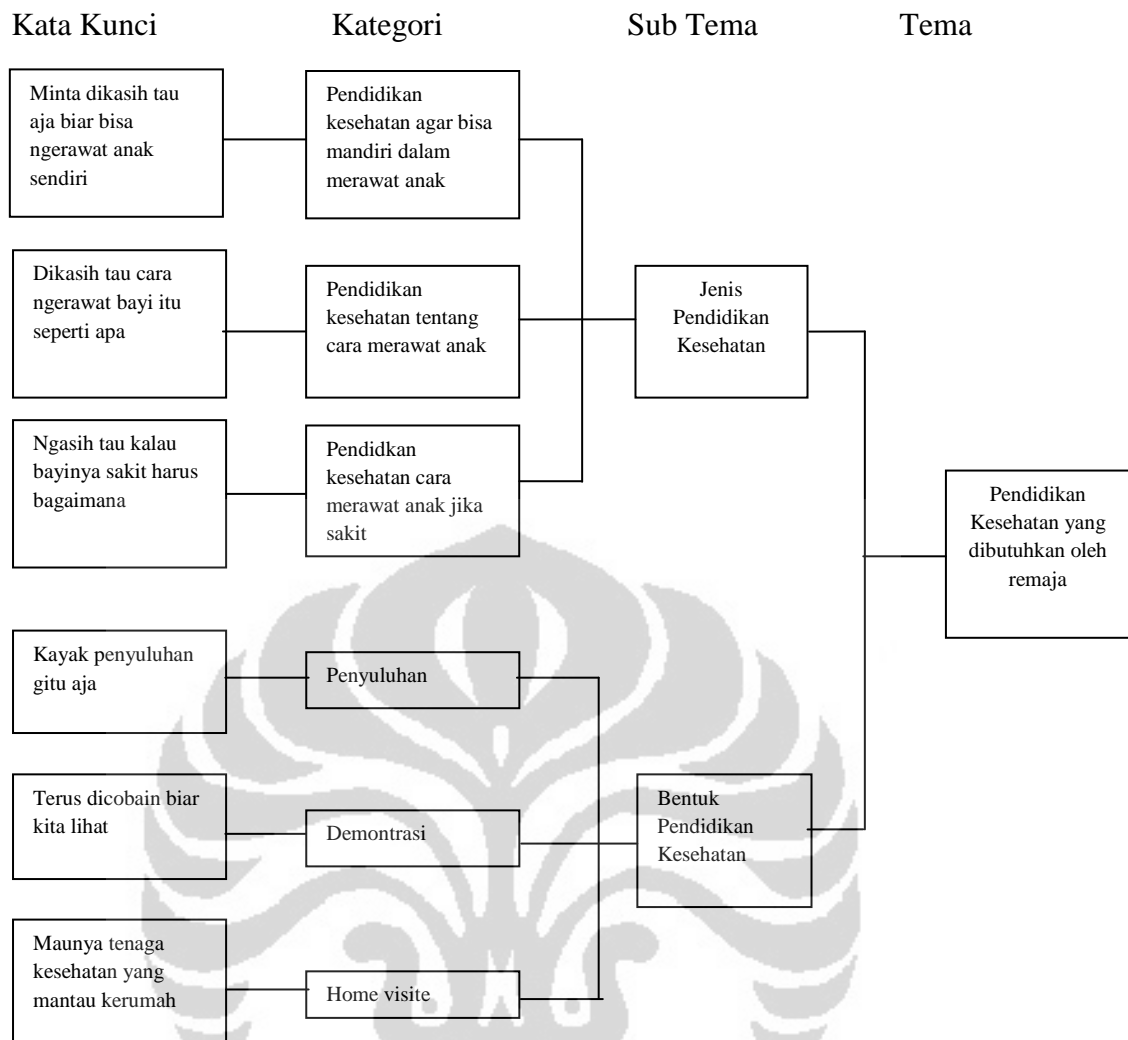 Kata Kunci
Kategori
Sub Tema
Tema
Minta dikasih tau
aja biar bisa
ngerawat anak
sendiri
Pendidikan
kesehatan agar bisa
mandiri dalam
merawat anak
Dikasih tau cara
ngerawat bayi itu
seperti apa
Pendidikan
kesehatan tentang
cara merawat anak
Jenis
Pendidikan
Kesehatan
Ngasih tau kalau
bayinya sakit harus
bagaimana
Pendidkan
kesehatan cara
merawat anak jika
sakit
Pendidikan
Kesehatan yang
dibutuhkan oleh
remaja
Kayak penyuluhan
gitu aja
Penyuluhan
Terus dicobain biar
kita lihat
Demontrasi
Bentuk
Pendidikan
Kesehatan
Maunya tenaga
kesehatan yang
mantau kerumah
Home visite